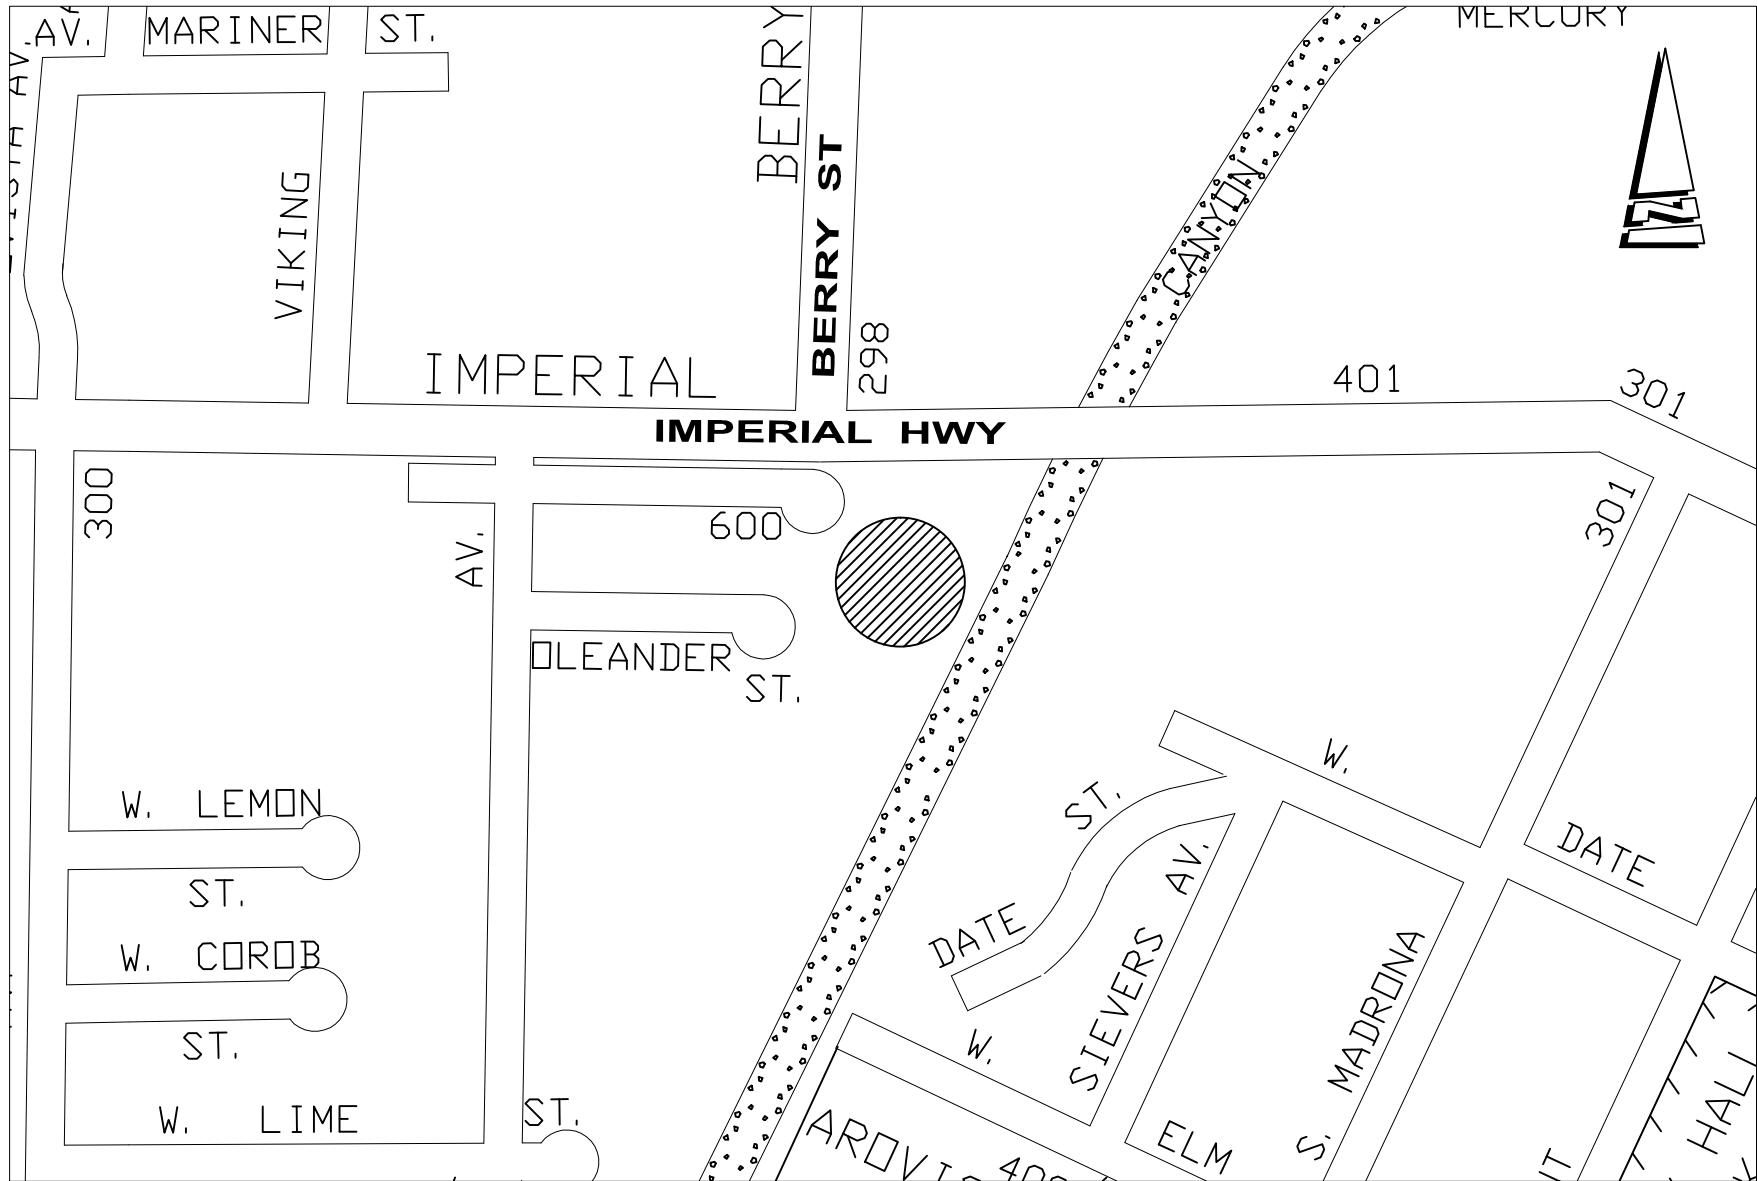 AV.
MARINER ST.
BERRY
MERCURY
VIKING
BERRY ST
CANYON
N
IMPERIAL
298
401
301
IMPERIAL HWY
300
AV.
600
301
OLEANDER
ST.
W. LEMON
ST.
W.
ST.
DATE
W. COROB
ST.
DATE
SIEVERS AV.
S. MADRONA
W.
W. LIME
ST.
ELM
HALL